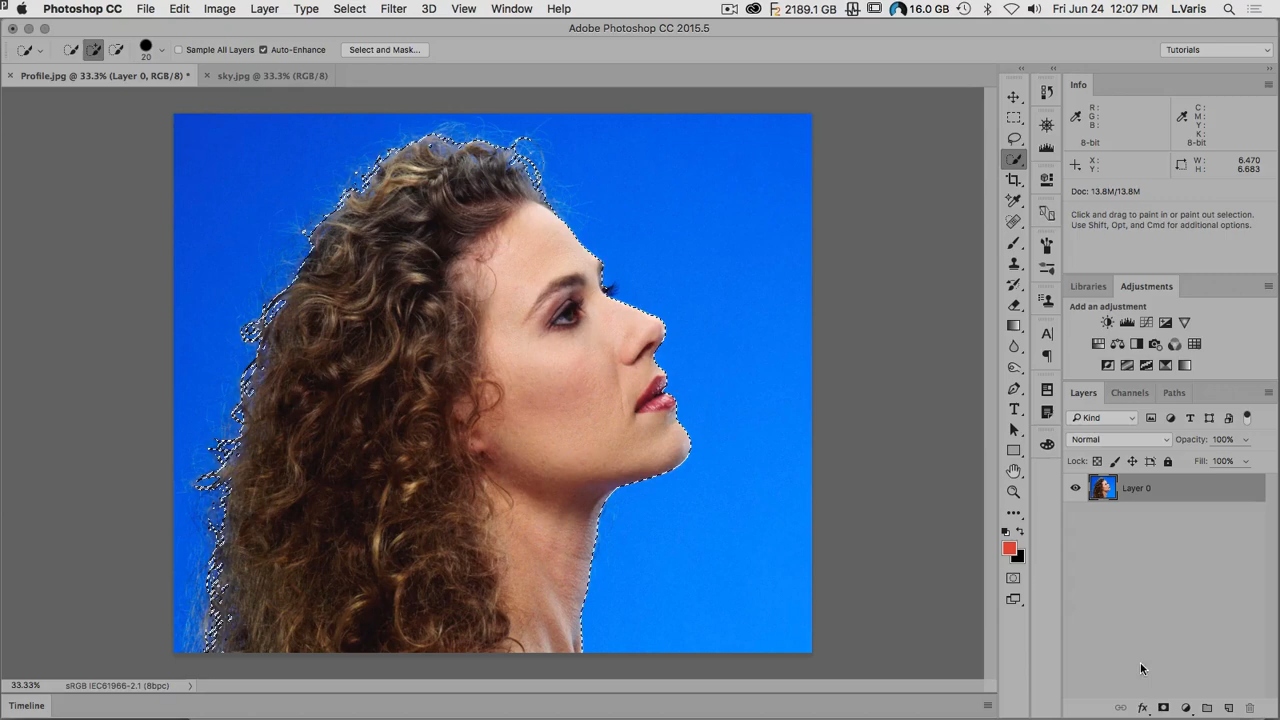 Photoshop CC File Edit Image Layer Type Select Filter 3D View Window Help 2189.1 GB 16.0 GB Fri Jun 24 12:07 PM L.Varis
Adobe Photoshop CC 2015.5
20 Sample All Layers Auto-Enhance Select and Mask... Tutorials
Profile.jpg @ 33.3% (Layer 0, RGB/8) * sky.jpg @ 33.3% (RGB/8)
Info
R: C:
G: M:
B: Y:
K:
8-bit 8-bit
X: W: 6.470
Y: H: 6.683
Doc: 13.8M/13.8M
Click and drag to paint in or paint out selection.
Use Shift, Opt, and Cmd for additional options.
Libraries Adjustments
Add an adjustment
Layers Channels Paths
Kind
Normal Opacity: 100%
Lock: Fill: 100%
Layer 0
33.33% sRGB IEC61966-2.1 (8bpc)
Timeline